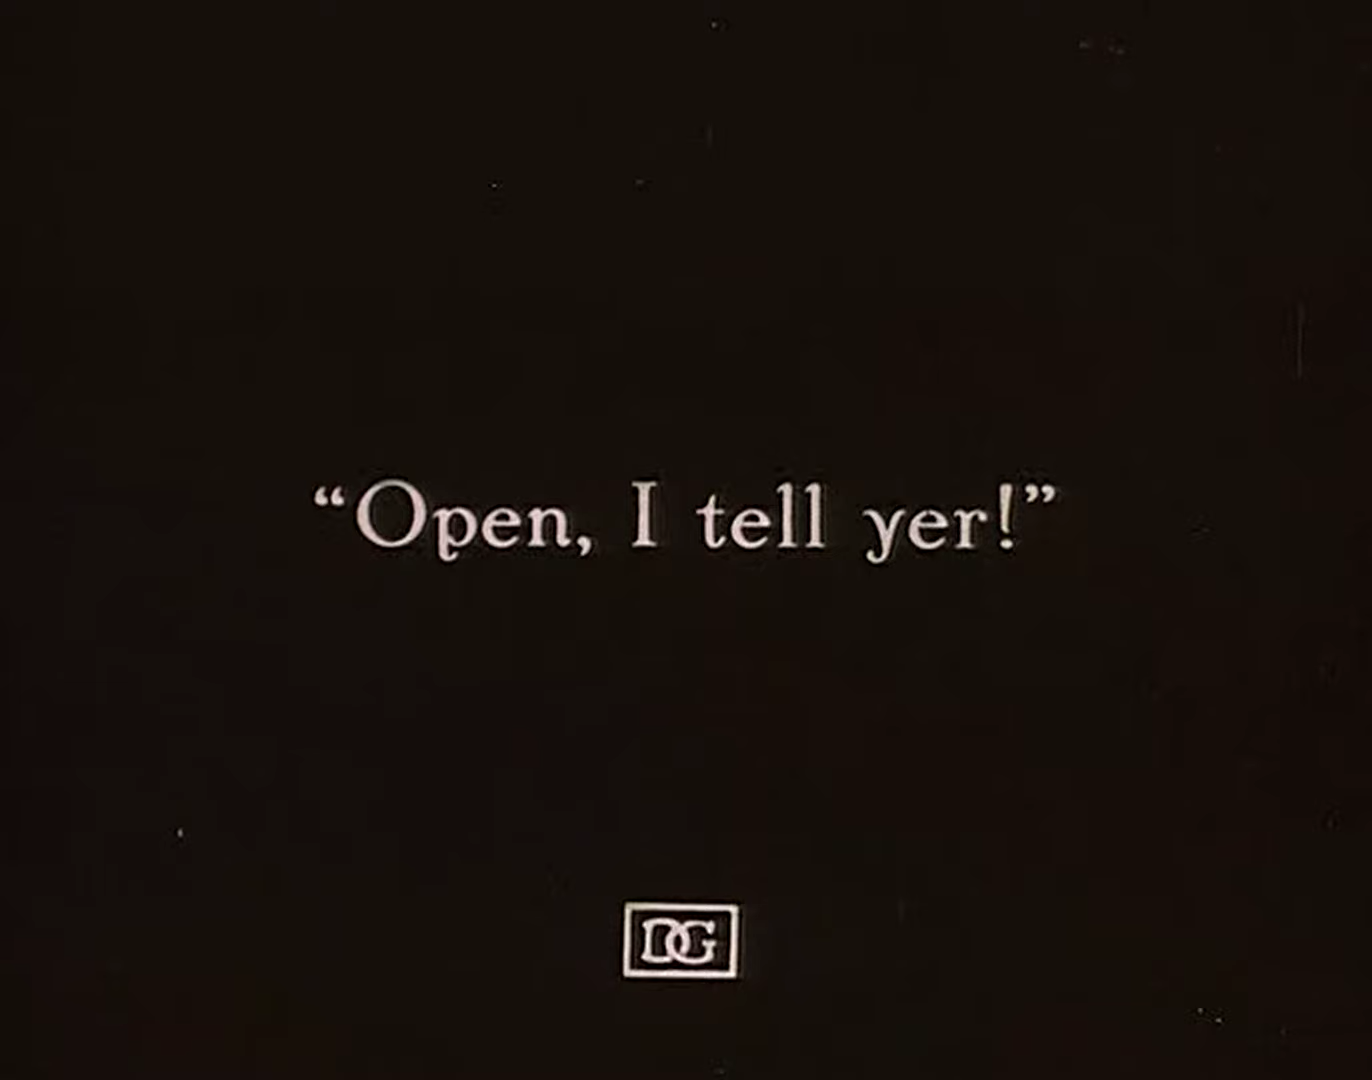 “Open, I tell yer!”
DG